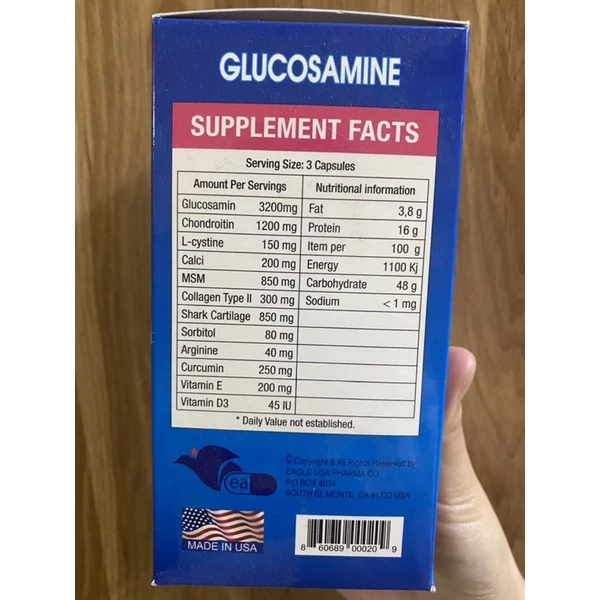 GLUCOSAMINE
SUPPLEMENT FACTS
Serving Size: 3 Capsules
Amount Per Servings Nutritional information
Glucosamin 3200mg Fat 3,8 g
Chondroitin 1200 mg Protein 16 g
L-cystine 150 mg Item per 100 g
Calci 200 mg Energy 1100 Kj
MSM 850 mg Carbohydrate 48 g
Collagen Type II 300 mg Sodium < 1 mg
Shark Cartilage 850 mg
Sorbitol 80 mg
Arginine 40 mg
Curcumin 250 mg
Vitamin E 200 mg
Vitamin D3 45 IU
* Daily Value not established.
© Copyright & All Rights Reserved by:
EAGLE USA PHARMA CO
P.O BOX 4034
SOUTH EL MONTE, CA 91733 USA
ea
MADE IN USA
8 60689 00020 9